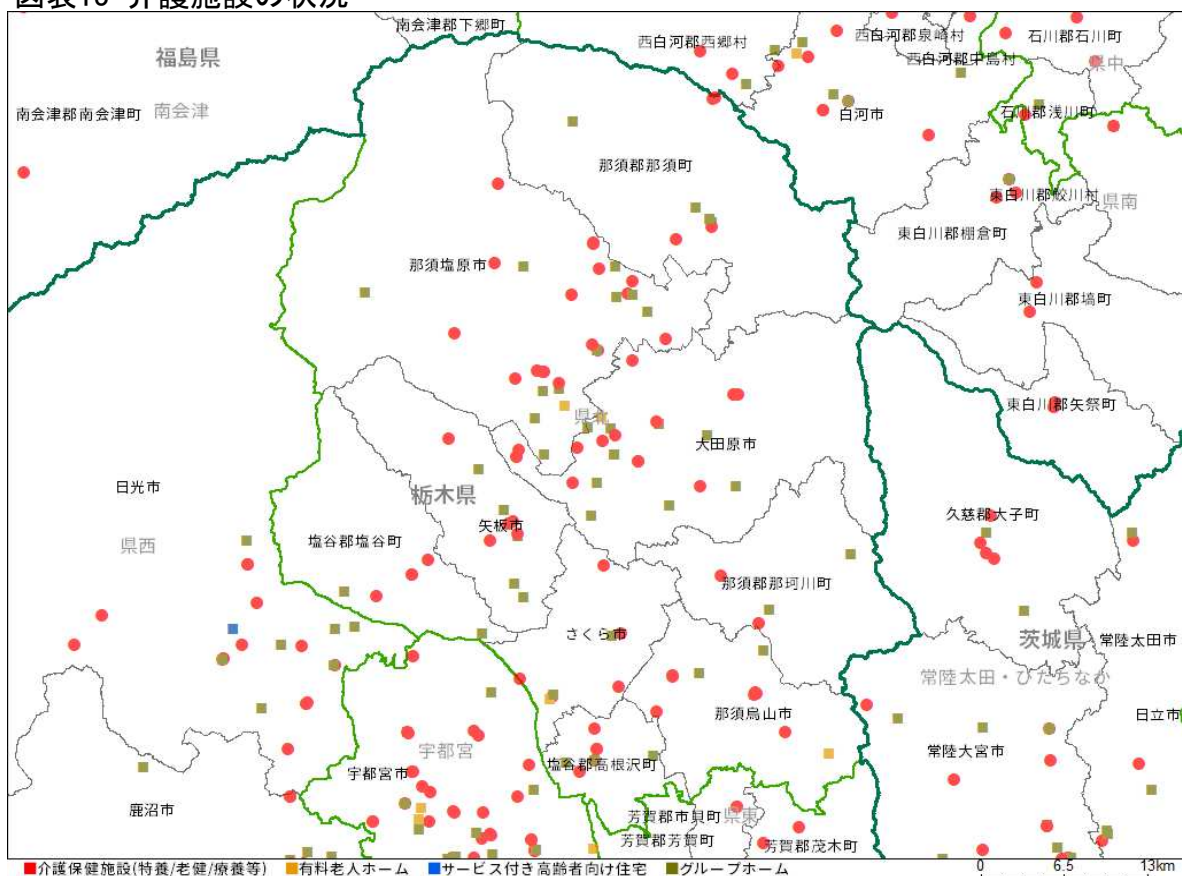 図表10 介護施設の状況
南会津郡下郷町
西白河郡西郷村
西白河郡泉崎村
石川郡石川町
福島県
西白河郡中島村
県中
南会津郡南会津町
南会津
白河市
石川郡浅川町
那須郡那須町
東白川郡鮫川村
県南
東白川郡棚倉町
那須塩原市
東白川郡塙町
県北
東白川郡矢祭町
大田原市
日光市
栃木県
久慈郡大子町
矢板市
県西
塩谷郡塩谷町
那須郡那珂川町
さくら市
茨城県
常陸太田市
常陸太田・ひたちなか
那須烏山市
日立市
宇都宮
常陸大宮市
塩谷郡高根沢町
宇都宮市
鹿沼市
芳賀郡市貝町
県東
芳賀郡芳賀町
芳賀郡茂木町
介護保健施設(特養/老健/療養等) 有料老人ホーム サービス付き高齢者向け住宅 グループホーム
0 6.5 13km